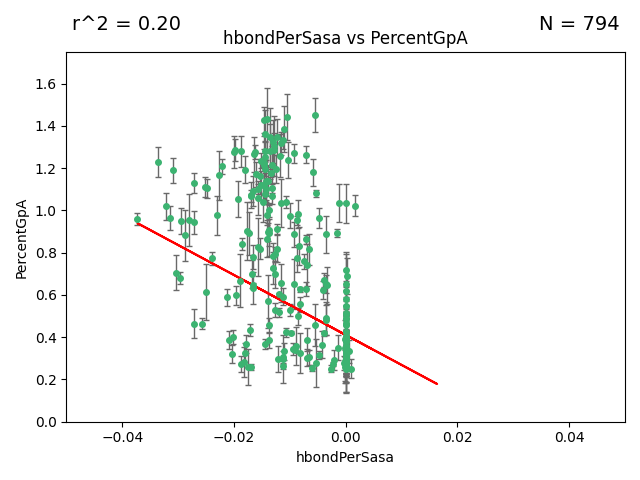 r^2 = 0.20
N = 794
hbondPerSasa vs PercentGpA
PercentGpA
1.6
1.4
1.2
1.0
0.8
0.6
0.4
0.2
0.0
−0.04 −0.02 0.00 0.02 0.04
hbondPerSasa